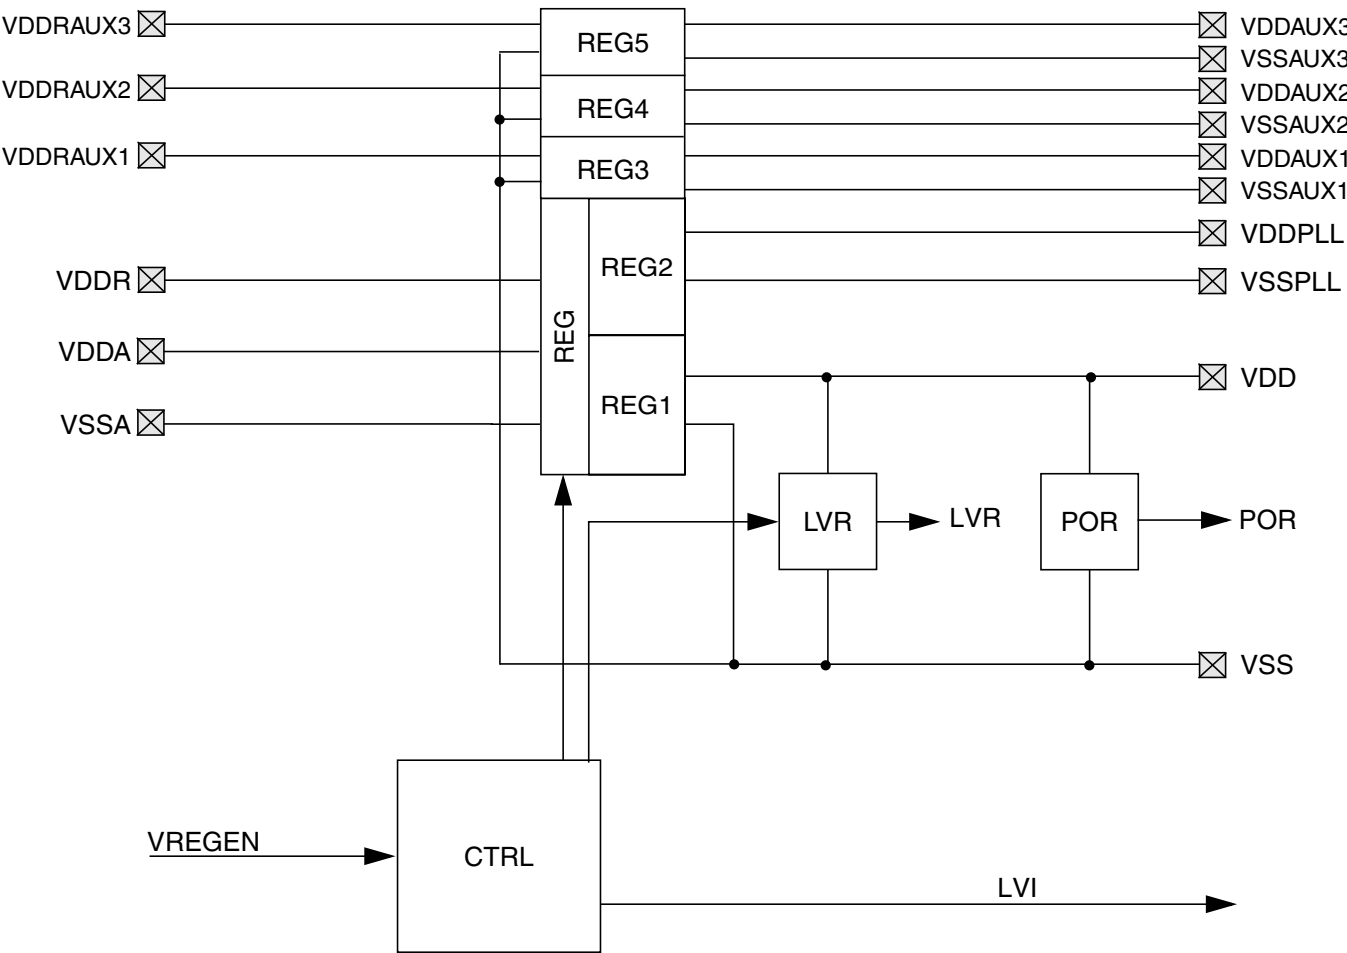 VDDRAUX3
REG5
VDDAUX3
VSSAUX3
VDDRAUX2
REG4
VDDAUX2
VSSAUX2
VDDRAUX1
REG3
VDDAUX1
VSSAUX1
VDDPLL
REG2
VDDR
VSSPLL
REG
VDDA
VDD
REG1
VSSA
LVR
LVR
POR
POR
VSS
VREGEN
CTRL
LVI